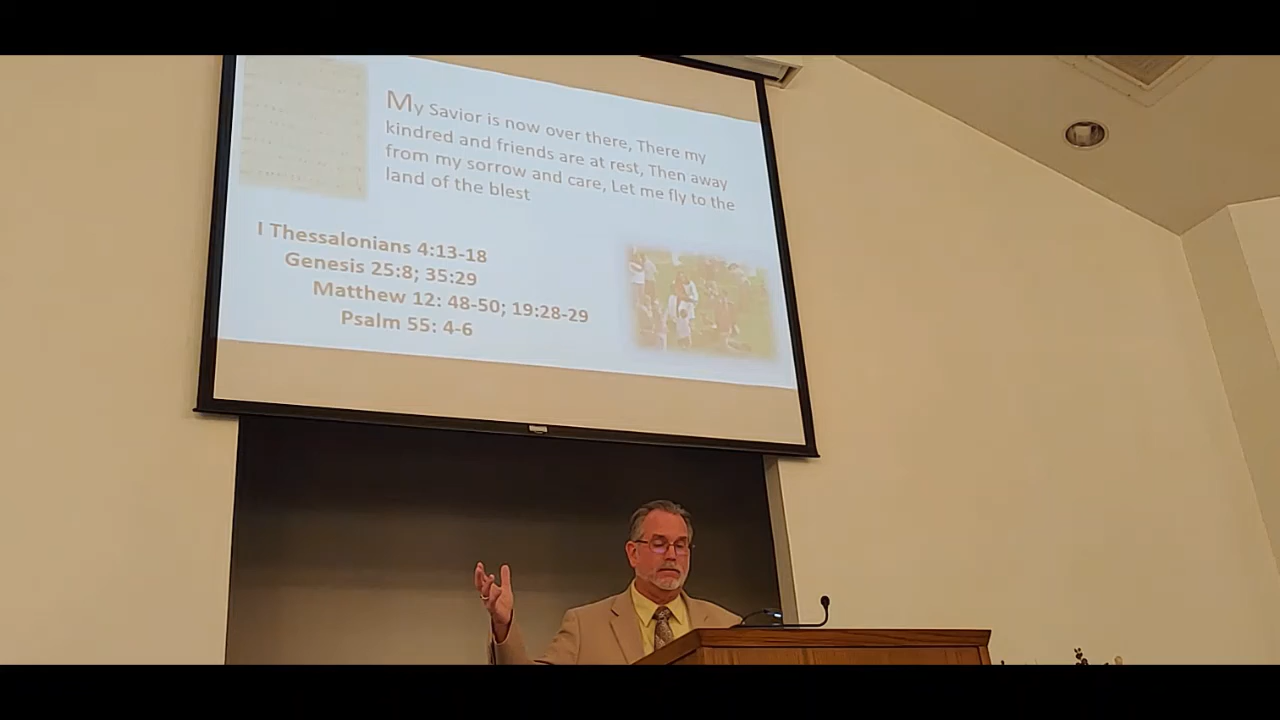 My Savior is now over there, There my
kindred and friends are at rest, Then away
from my sorrow and care, Let me fly to the
land of the blest
I Thessalonians 4:13-18
Genesis 25:8; 35:29
Matthew 12: 48-50; 19:28-29
Psalm 55: 4-6